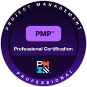 PROJECT MANAGEMENT
PMP®
Professional Certification
PROFESSIONAL